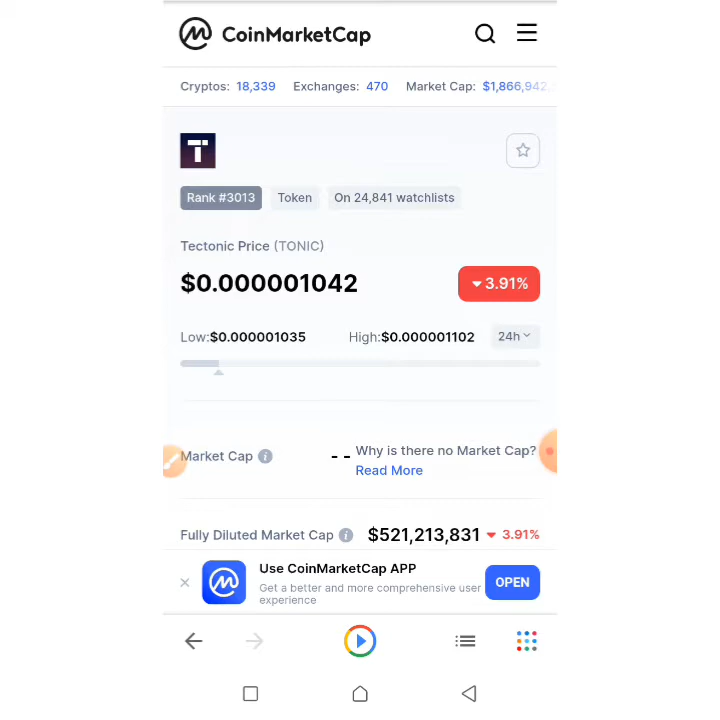 CoinMarketCap
Cryptos: 18,339 Exchanges: 470 Market Cap: $1,866,942.
T
Rank #3013 Token On 24,841 watchlists
Tectonic Price (TONIC)
$0.000001042 3.91%
Low:$0.000001035 High:$0.000001102 24h
Market Cap i -- Why is there no Market Cap?
Read More
Fully Diluted Market Cap i $521,213,831 3.91%
Use CoinMarketCap APP
Get a better and more comprehensive user
experience
OPEN